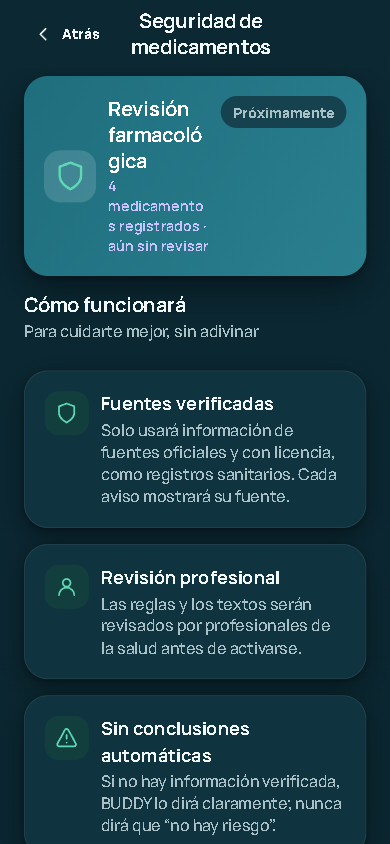 Atrás
Seguridad de
medicamentos
Revisión
farmacoló
gica
Próximamente
4
medicamento
s registrados ·
aún sin revisar
Cómo funcionará
Para cuidarte mejor, sin adivinar
Fuentes verificadas
Solo usará información de
fuentes oficiales y con licencia,
como registros sanitarios. Cada
aviso mostrará su fuente.
Revisión profesional
Las reglas y los textos serán
revisados por profesionales de
la salud antes de activarse.
Sin conclusiones
automáticas
Si no hay información verificada,
BUDDY lo dirá claramente; nunca
dirá que “no hay riesgo”.